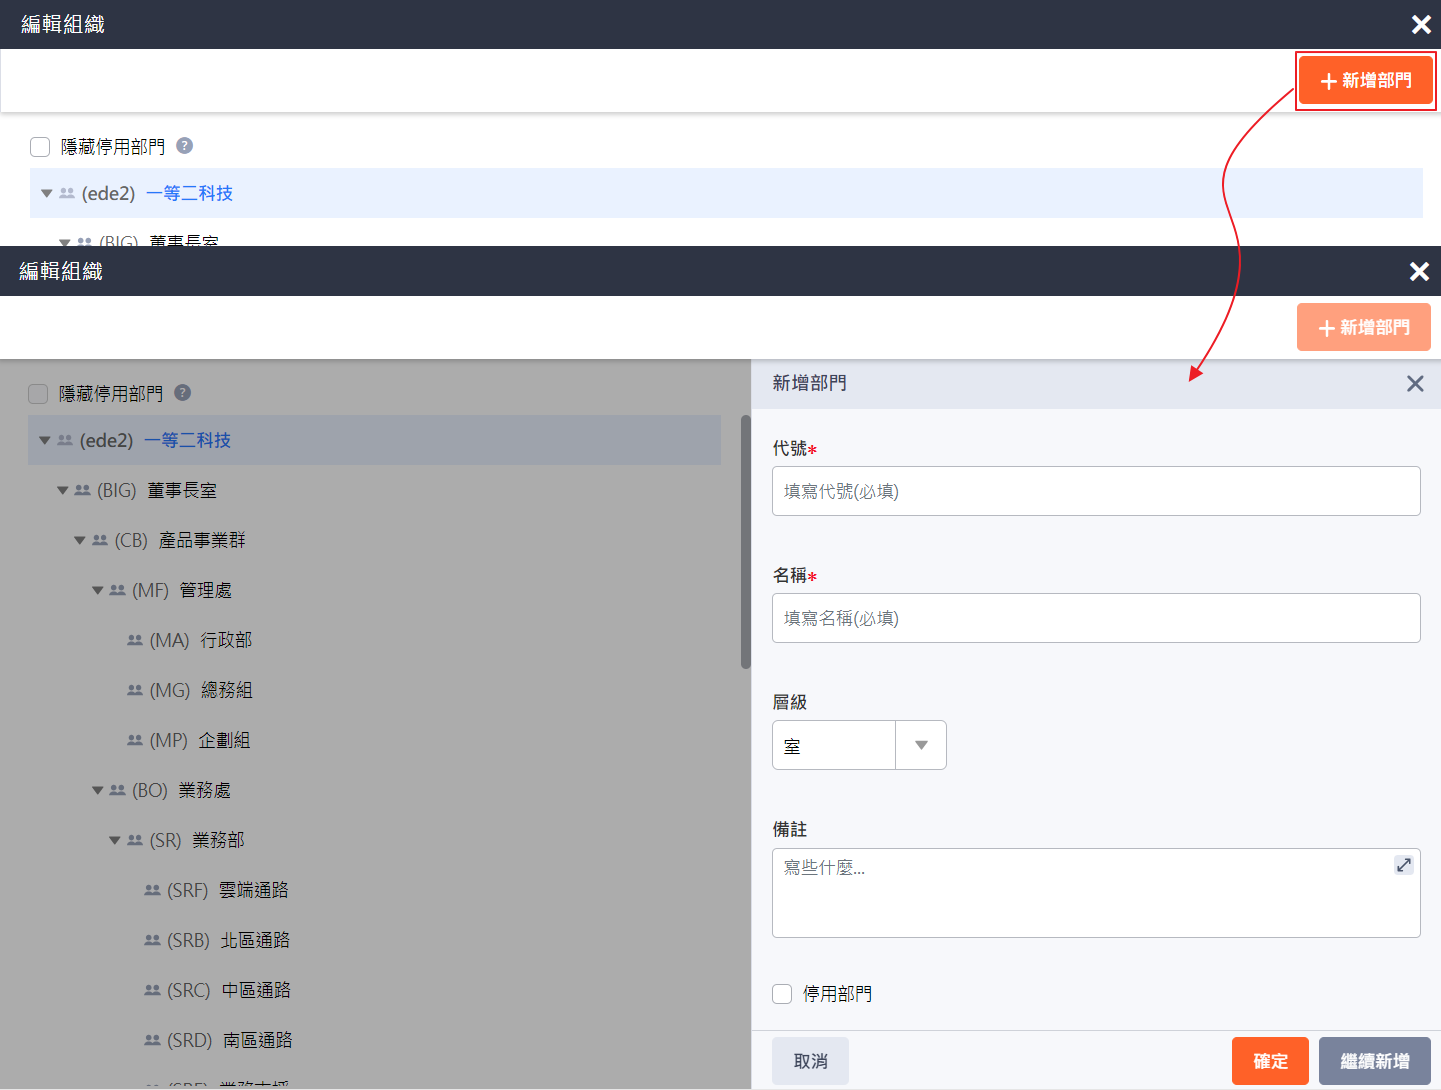 編輯組織
新增部門
隱藏停用部門
(ede2) 一等二科技
(BIG) 董事長室
編輯組織
新增部門
隱藏停用部門
(ede2) 一等二科技
(BIG) 董事長室
(CB) 產品事業群
(MF) 管理處
(MA) 行政部
(MG) 總務組
(MP) 企劃組
(BO) 業務處
(SR) 業務部
(SRF) 雲端通路
(SRB) 北區通路
(SRC) 中區通路
(SRD) 南區通路
新增部門
代號*
填寫代號(必填)
名稱*
填寫名稱(必填)
層級
室
備註
寫些什麼...
停用部門
取消
確定
繼續新增